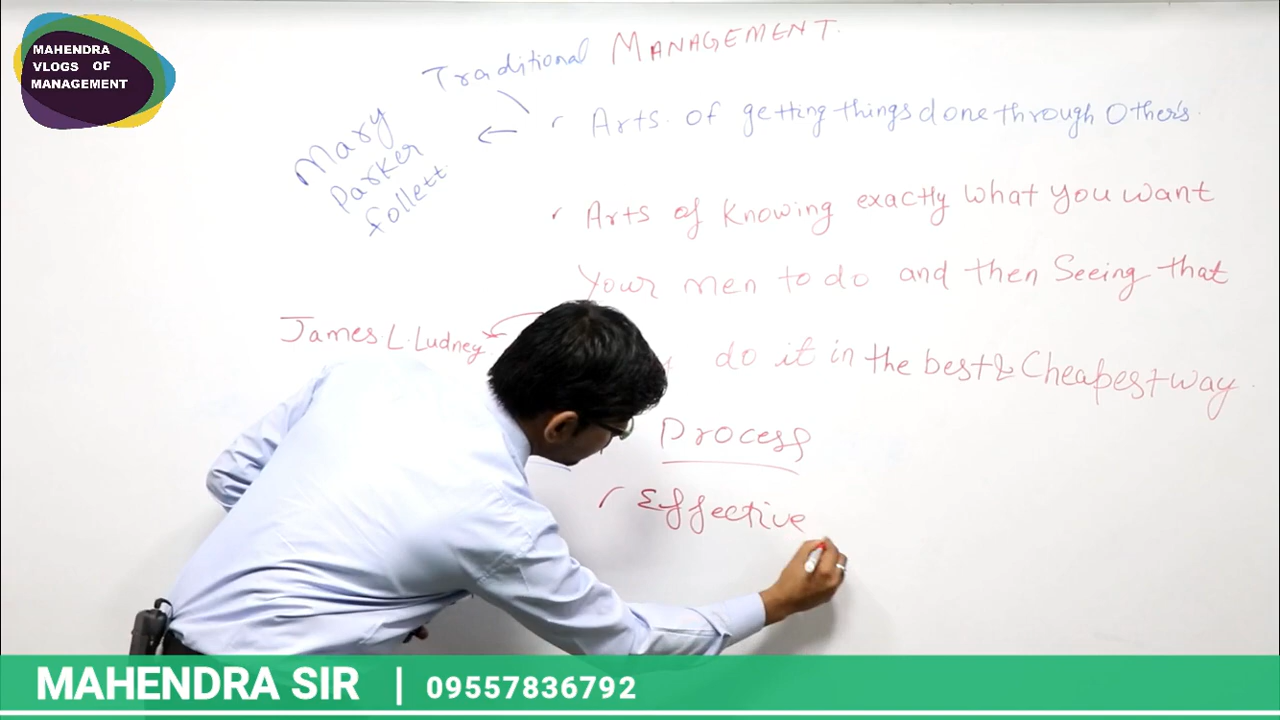 MAHENDRA
VLOGS OF
MANAGEMENT
Traditional MANAGEMENT.
Mary
Parker
follett
Arts of getting things done through Other's.
Arts of Knowing exactly what you want
Your men to do and then Seeing that
James L. Ludney
do it in the best & Cheapest way.
Process
Effective
MAHENDRA SIR | 09557836792